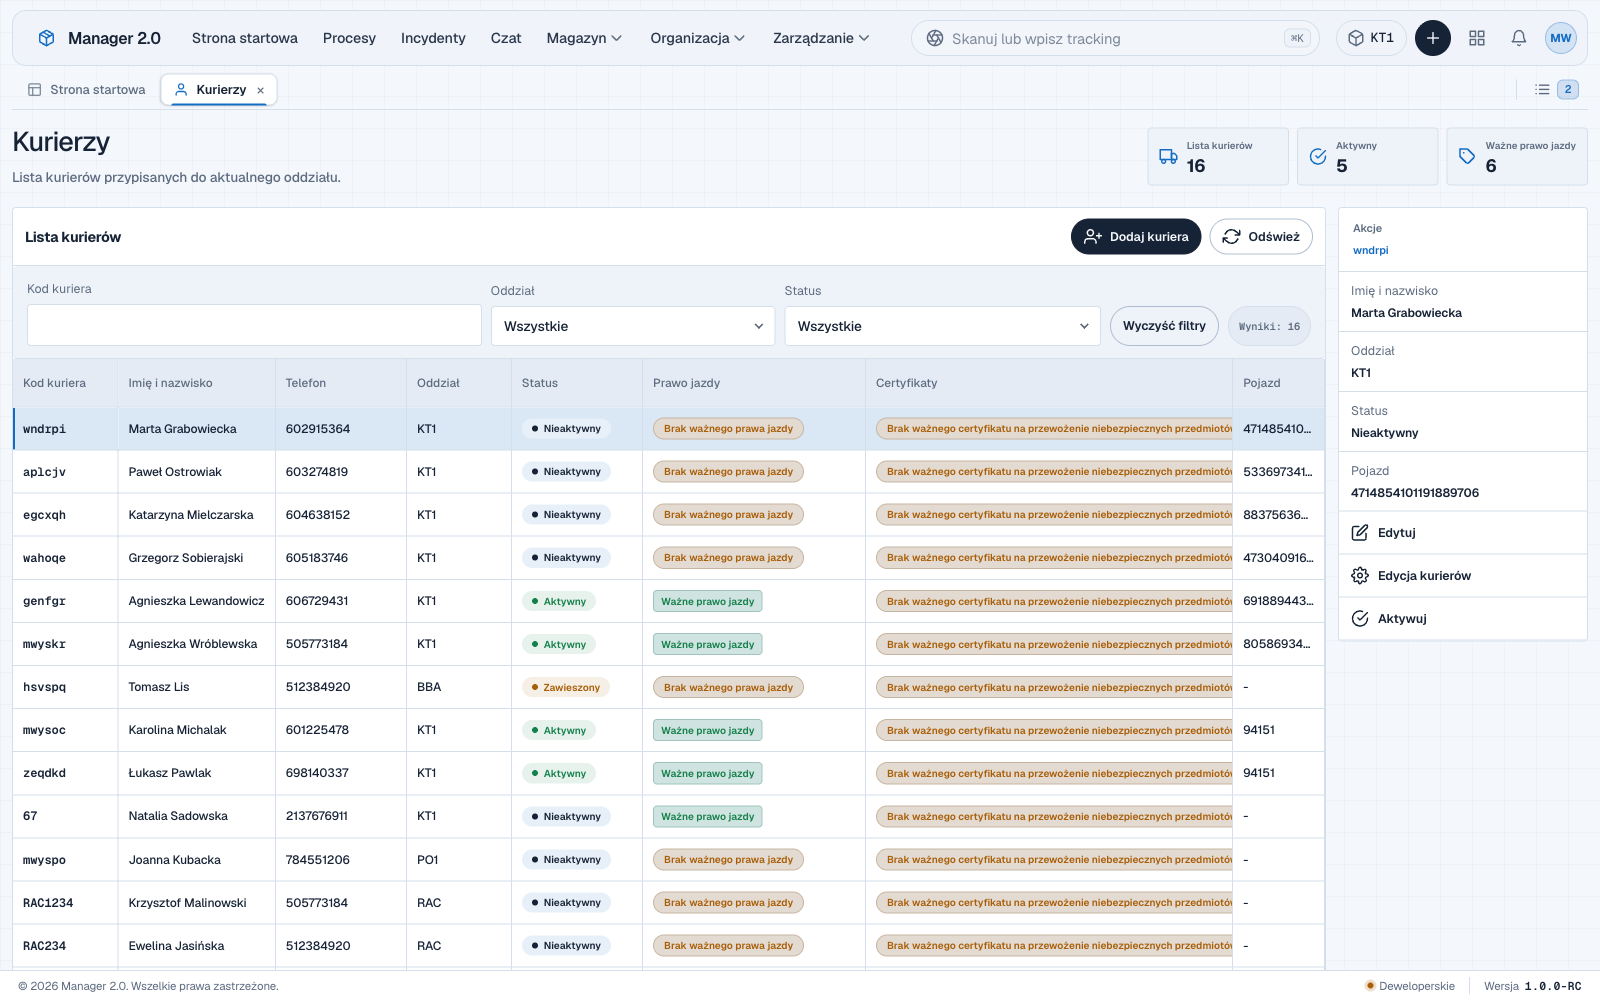 Manager 2.0 Strona startowa Procesy Incydenty Czat Magazyn Organizacja Zarządzanie Skanuj lub wpisz tracking ⌘K KT1 MW
Strona startowa Kurierzy × 2
Kurierzy
Lista kurierów przypisanych do aktualnego oddziału.
Lista kurierów 16
Aktywny 5
Ważne prawo jazdy 6
Lista kurierów Dodaj kuriera Odśwież
Kod kuriera Oddział Status
Wszystkie Wszystkie Wyczyść filtry Wyniki: 16
Kod kuriera Imię i nazwisko Telefon Oddział Status Prawo jazdy Certyfikaty Pojazd
wndrpi Marta Grabowiecka 602915364 KT1 Nieaktywny Brak ważnego prawa jazdy Brak ważnego certyfikatu na przewożenie niebezpiecznych przedmiotów 471485410...
aplcjv Paweł Ostrowiak 603274819 KT1 Nieaktywny Brak ważnego prawa jazdy Brak ważnego certyfikatu na przewożenie niebezpiecznych przedmiotów 533697341...
egcxqh Katarzyna Mielczarska 604638152 KT1 Nieaktywny Brak ważnego prawa jazdy Brak ważnego certyfikatu na przewożenie niebezpiecznych przedmiotów 88375636...
wahoqe Grzegorz Sobierajski 605183746 KT1 Nieaktywny Brak ważnego prawa jazdy Brak ważnego certyfikatu na przewożenie niebezpiecznych przedmiotów 473040916...
genfgr Agnieszka Lewandowicz 606729431 KT1 Aktywny Ważne prawo jazdy Brak ważnego certyfikatu na przewożenie niebezpiecznych przedmiotów 691889443...
mwyskr Agnieszka Wróblewska 505773184 KT1 Aktywny Ważne prawo jazdy Brak ważnego certyfikatu na przewożenie niebezpiecznych przedmiotów 80586934...
hsvspq Tomasz Lis 512384920 BBA Zawieszony Brak ważnego prawa jazdy Brak ważnego certyfikatu na przewożenie niebezpiecznych przedmiotów -
mwysoc Karolina Michalak 601225478 KT1 Aktywny Ważne prawo jazdy Brak ważnego certyfikatu na przewożenie niebezpiecznych przedmiotów 94151
zeqdkd Łukasz Pawlak 698140337 KT1 Aktywny Ważne prawo jazdy Brak ważnego certyfikatu na przewożenie niebezpiecznych przedmiotów 94151
67 Natalia Sadowska 2137676911 KT1 Nieaktywny Ważne prawo jazdy Brak ważnego certyfikatu na przewożenie niebezpiecznych przedmiotów -
mwyspo Joanna Kubacka 784551206 PO1 Nieaktywny Brak ważnego prawa jazdy Brak ważnego certyfikatu na przewożenie niebezpiecznych przedmiotów -
RAC1234 Krzysztof Malinowski 505773184 RAC Nieaktywny Brak ważnego prawa jazdy Brak ważnego certyfikatu na przewożenie niebezpiecznych przedmiotów -
RAC234 Ewelina Jasińska 512384920 RAC Nieaktywny Brak ważnego prawa jazdy Brak ważnego certyfikatu na przewożenie niebezpiecznych przedmiotów -
Akcje
wndrpi
Imię i nazwisko
Marta Grabowiecka
Oddział
KT1
Status
Nieaktywny
Pojazd
4714854101191889706
Edytuj
Edycja kurierów
Aktywuj
© 2026 Manager 2.0. Wszelkie prawa zastrzeżone. Deweloperskie Wersja 1.0.0-RC